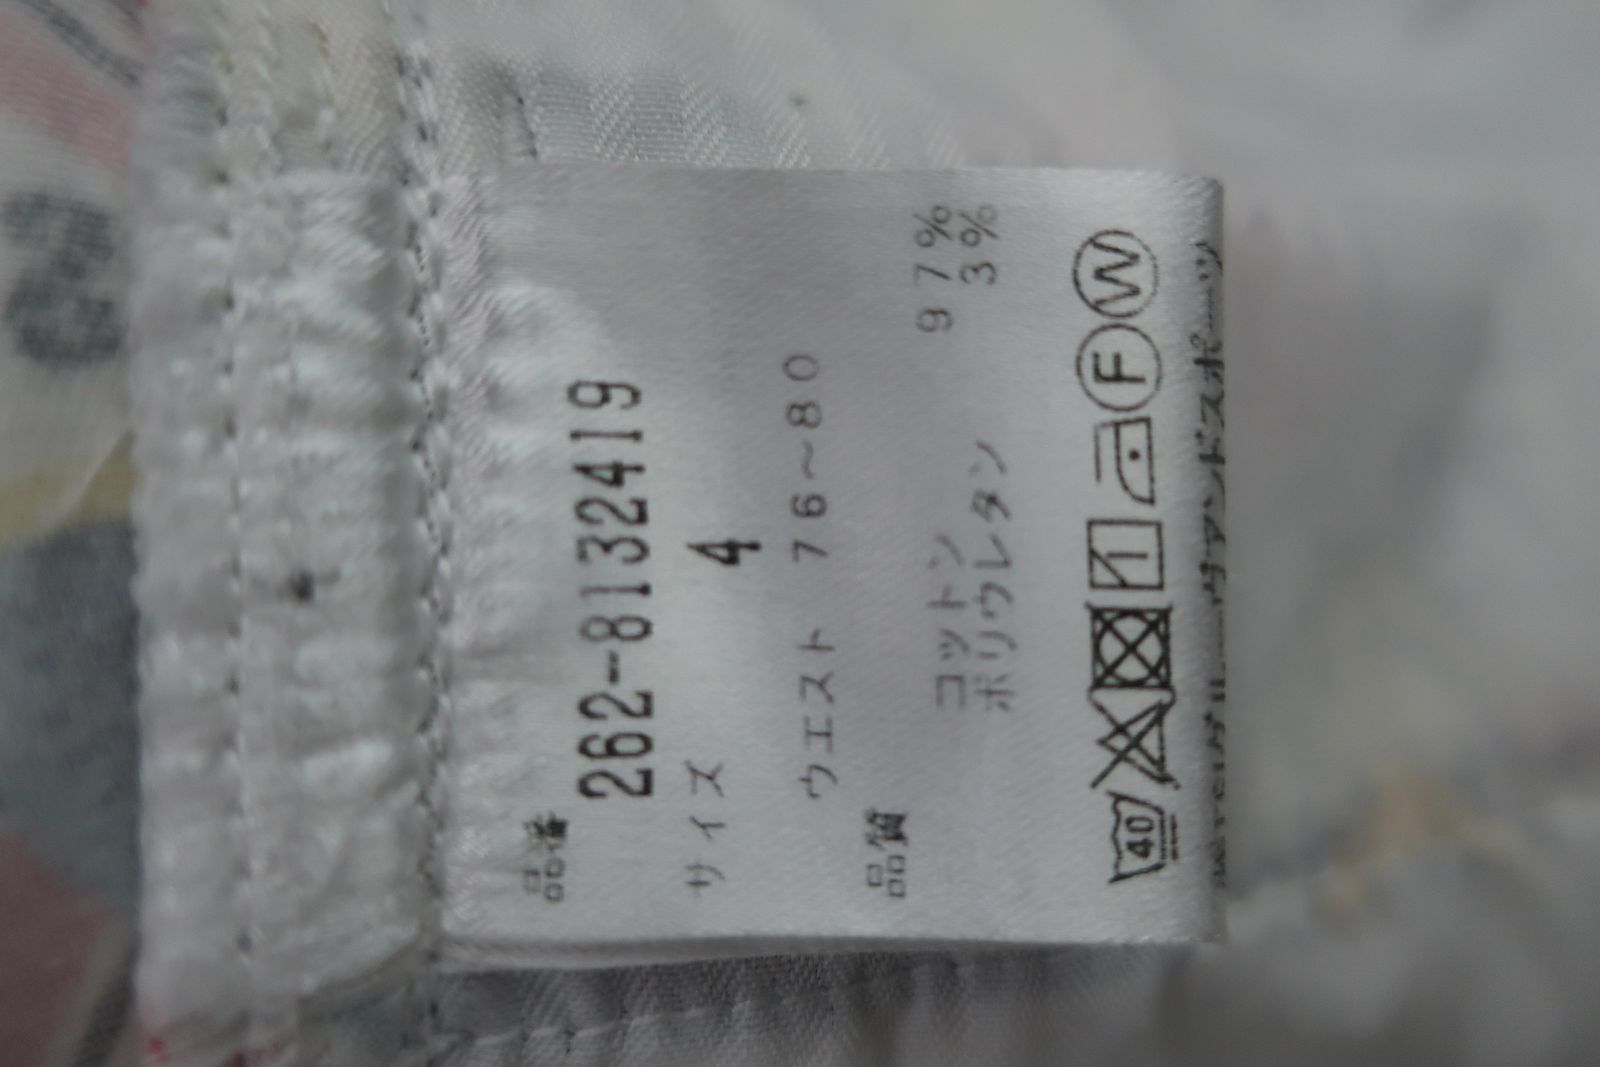 品番
262-8132419
サイズ
4
ウエスト 76～80
品質
コットン 97%
ポリウレタン 3%
40
F W